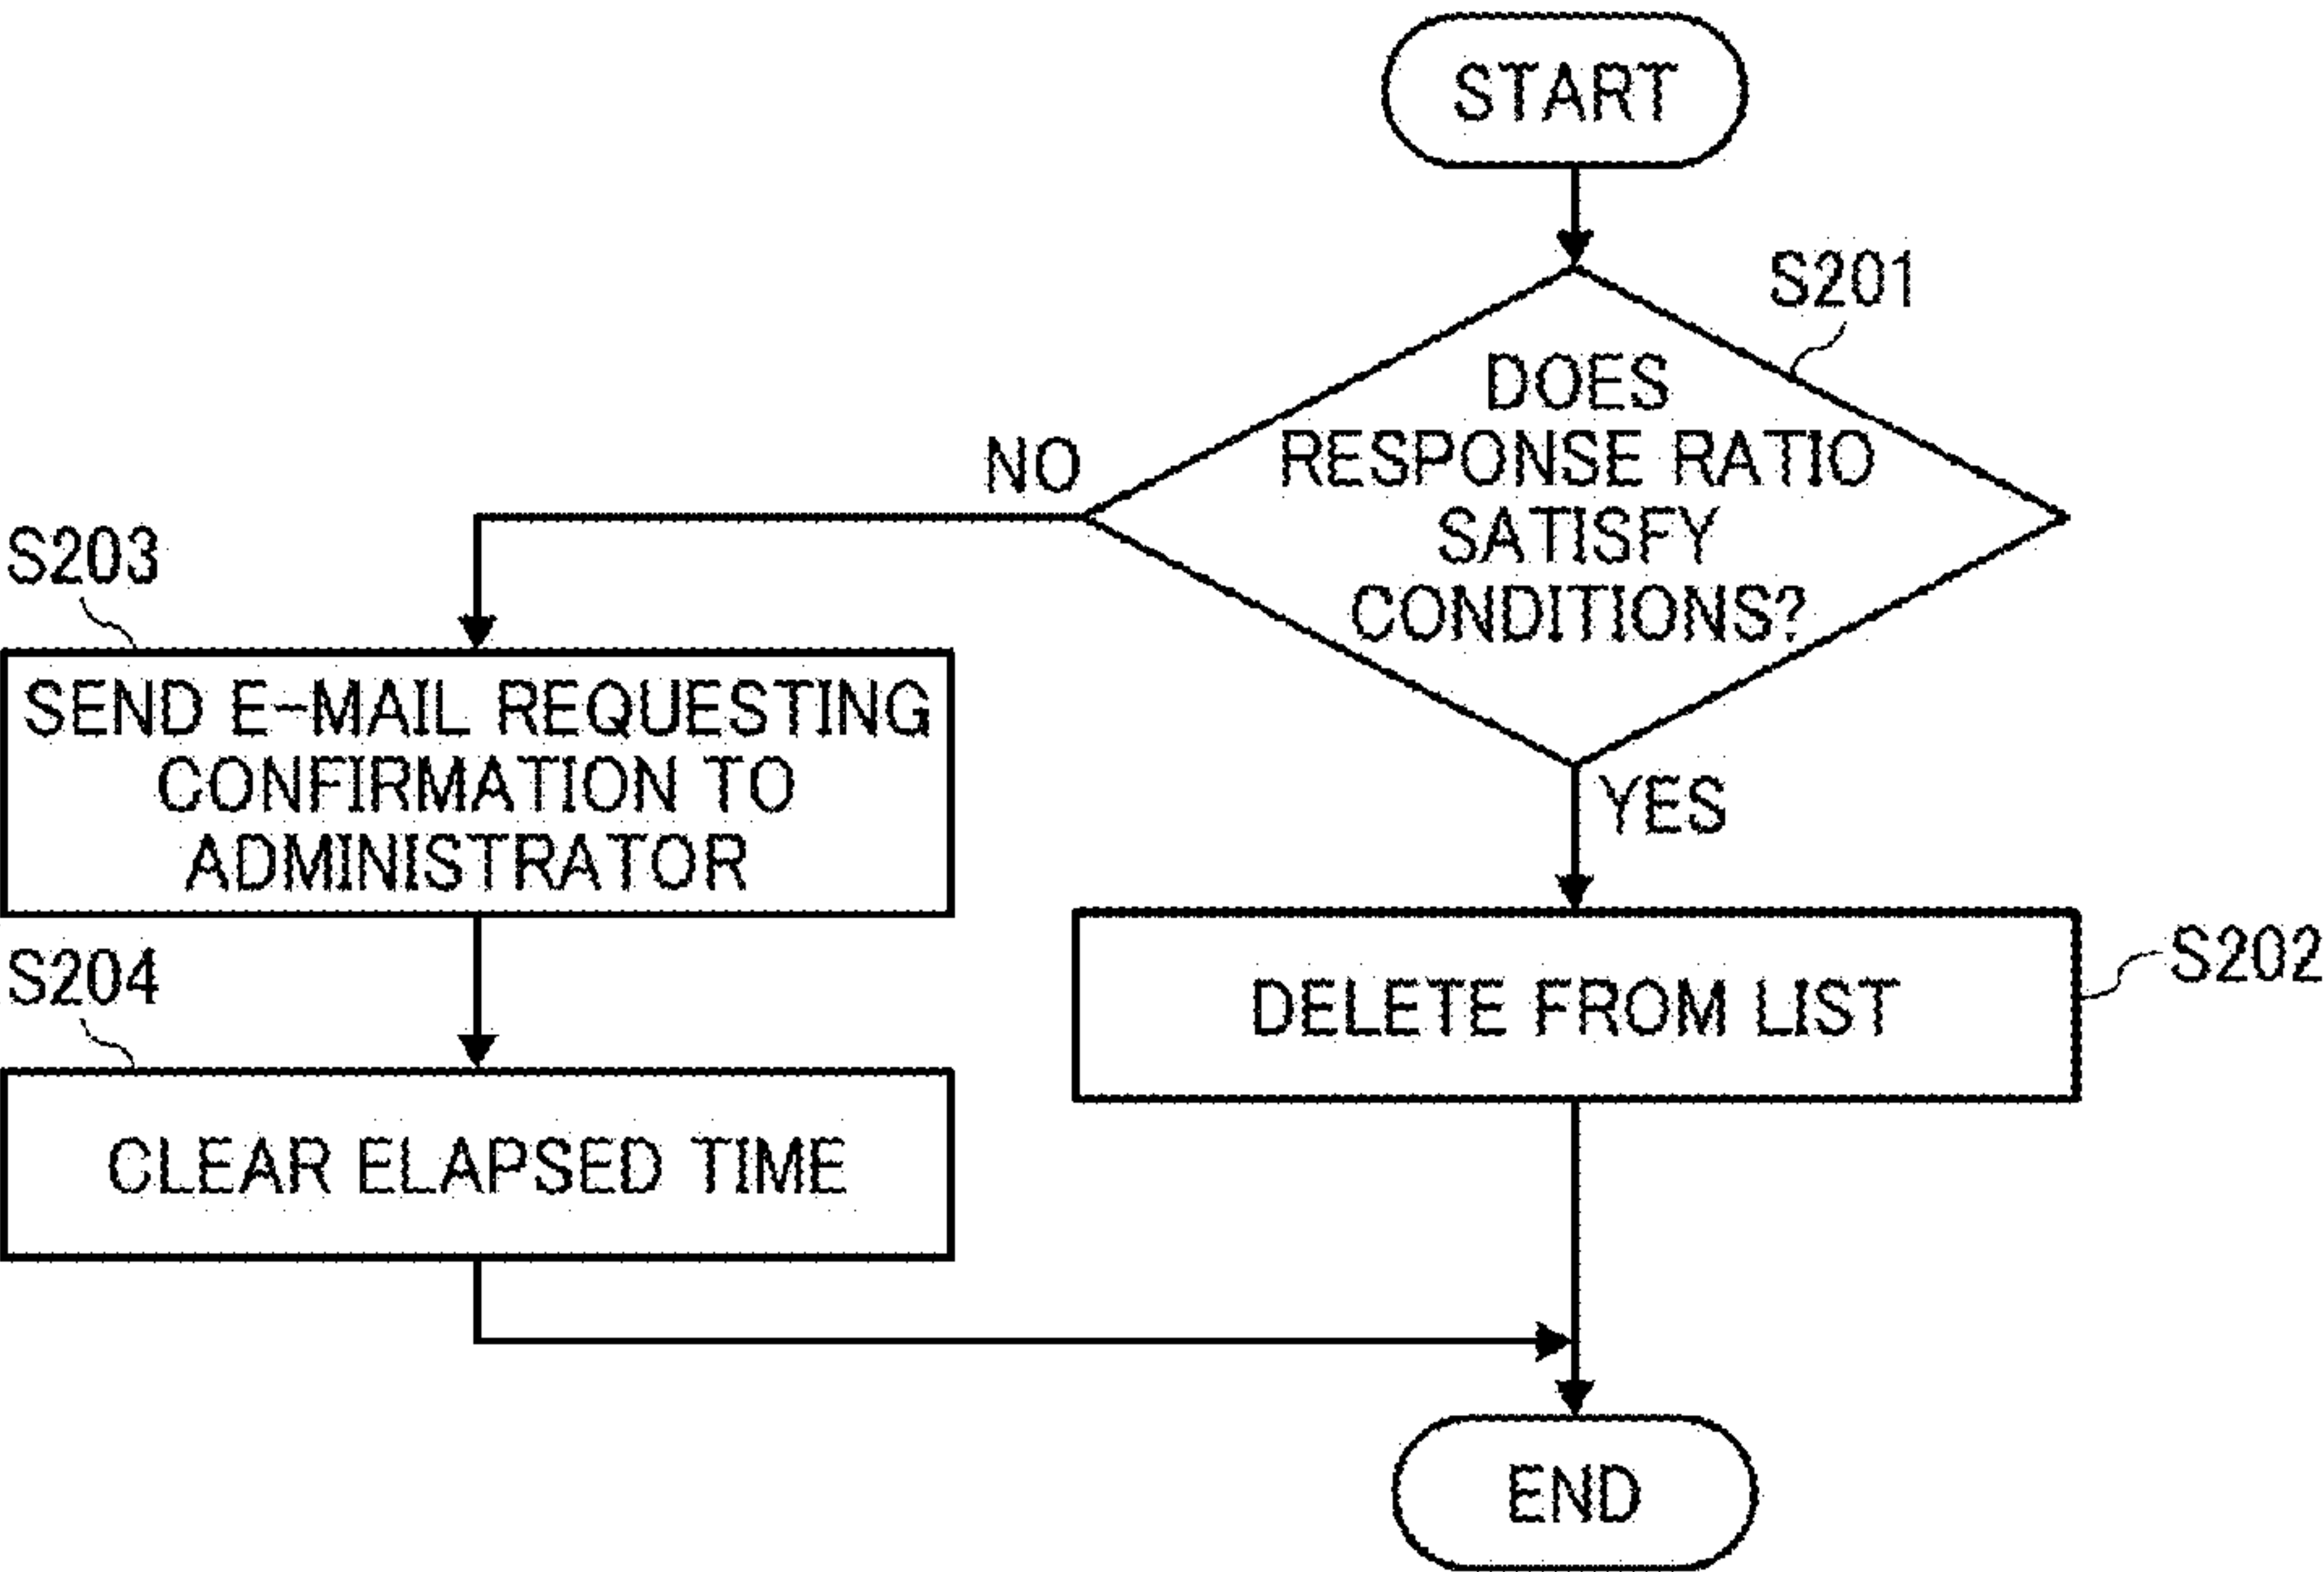 START
S201
DOES
RESPONSE RATIO
SATISFY
CONDITIONS?
NO
YES
S203
SEND E-MAIL REQUESTING
CONFIRMATION TO
ADMINISTRATOR
S202
DELETE FROM LIST
S204
CLEAR ELAPSED TIME
END